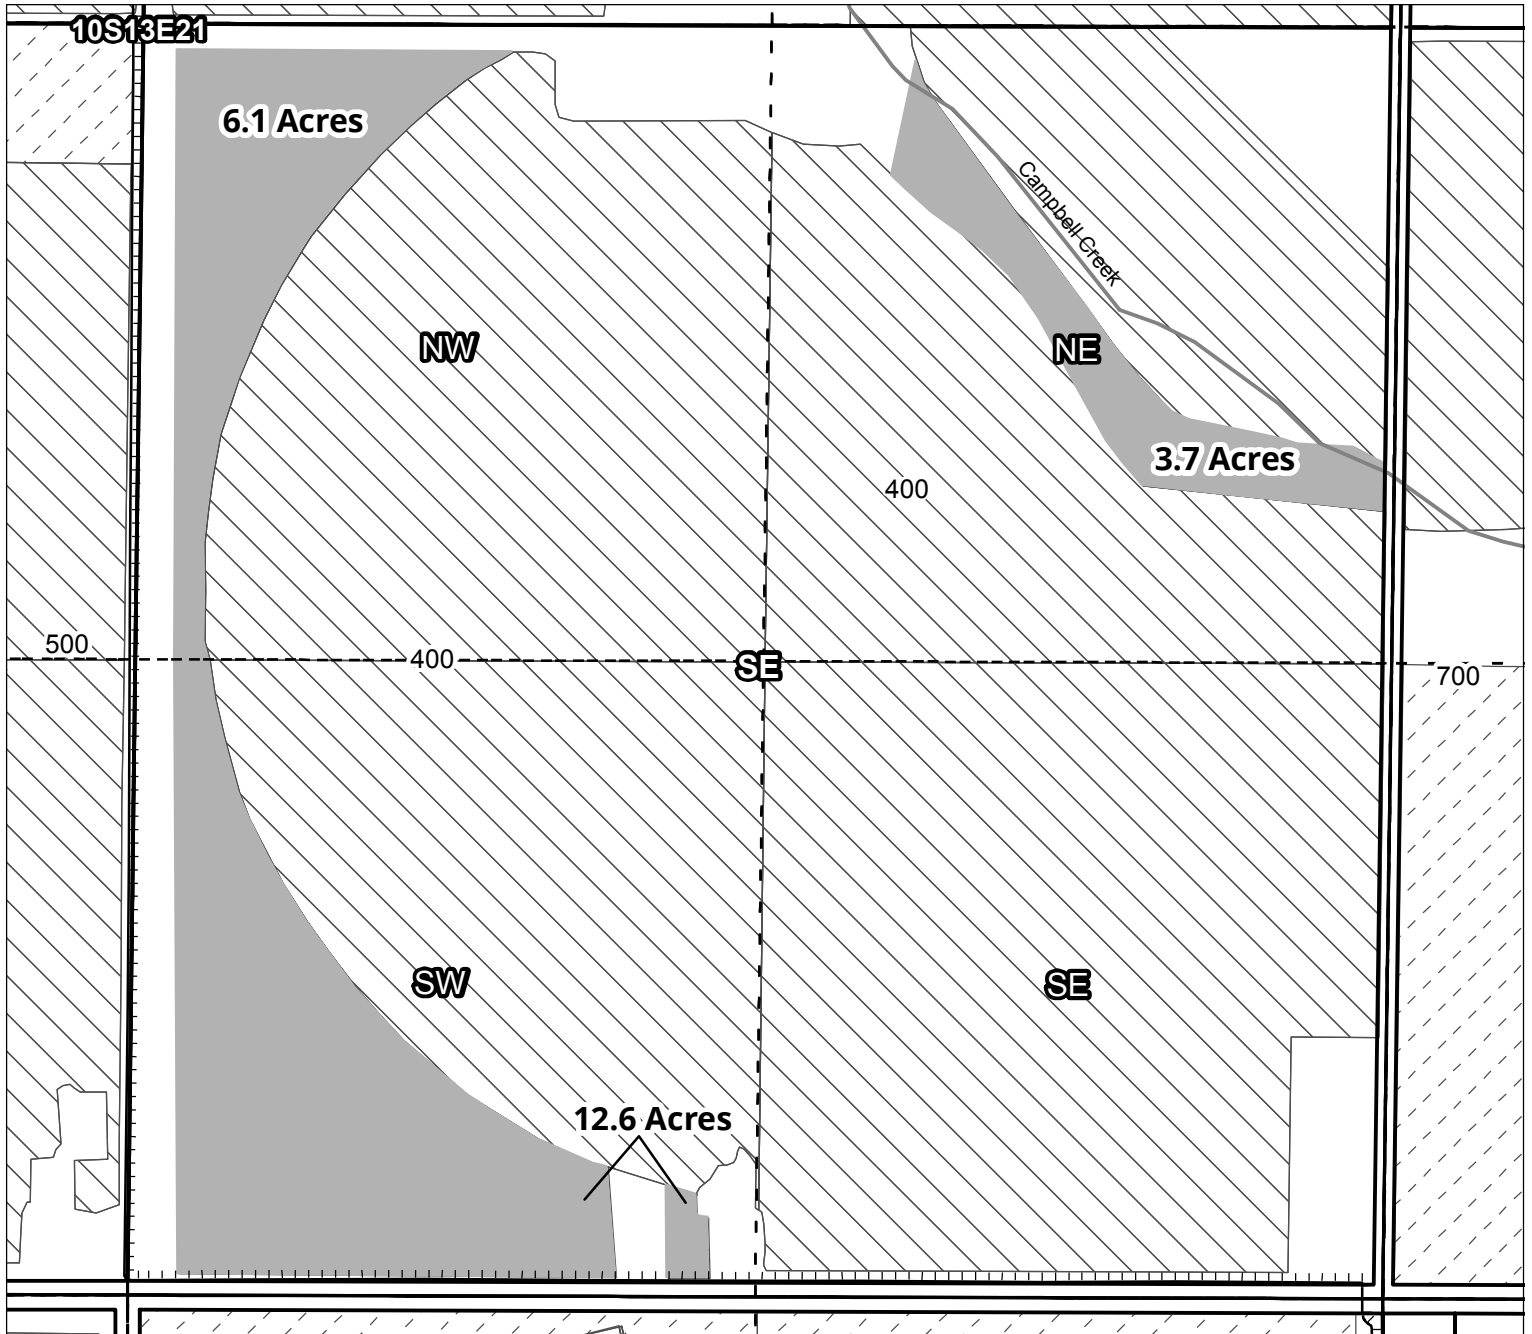 10S13E21
6.1 Acres
Campbell Creek
NW
NE
3.7 Acres
400
500
400
SE
700
SW
SE
12.6 Acres